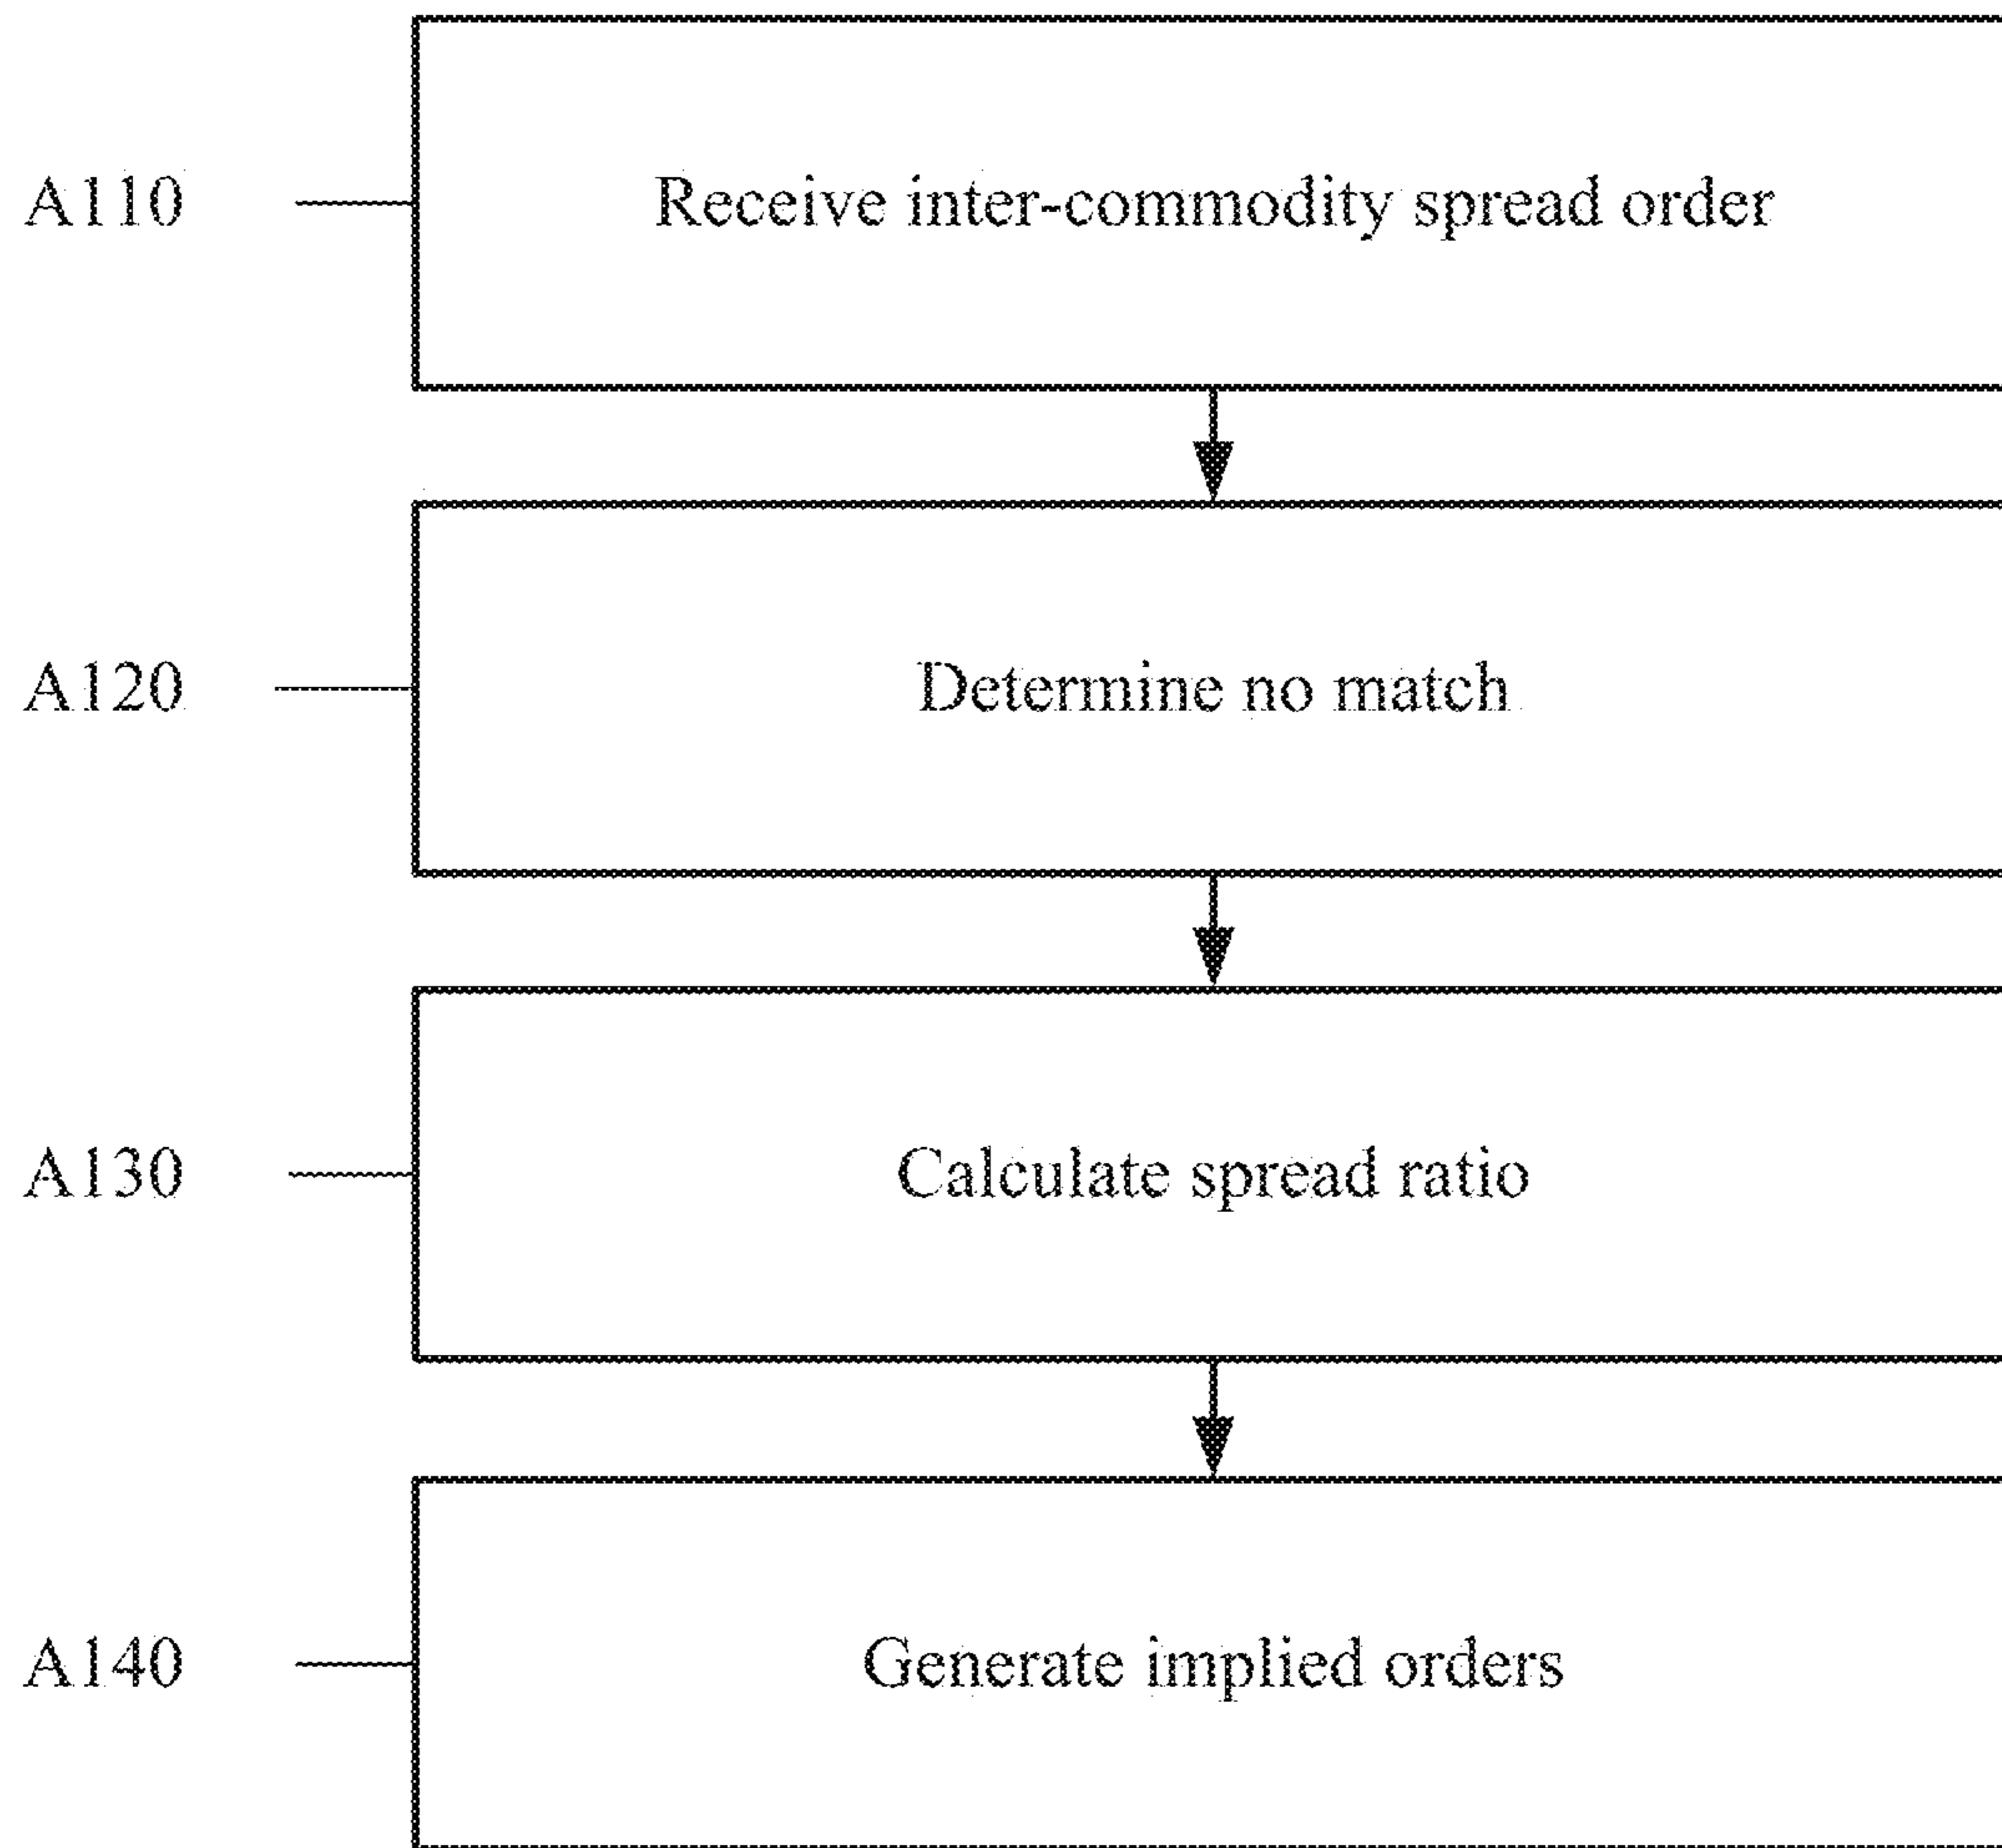 A110 Receive inter-commodity spread order
A120 Determine no match
A130 Calculate spread ratio
A140 Generate implied orders